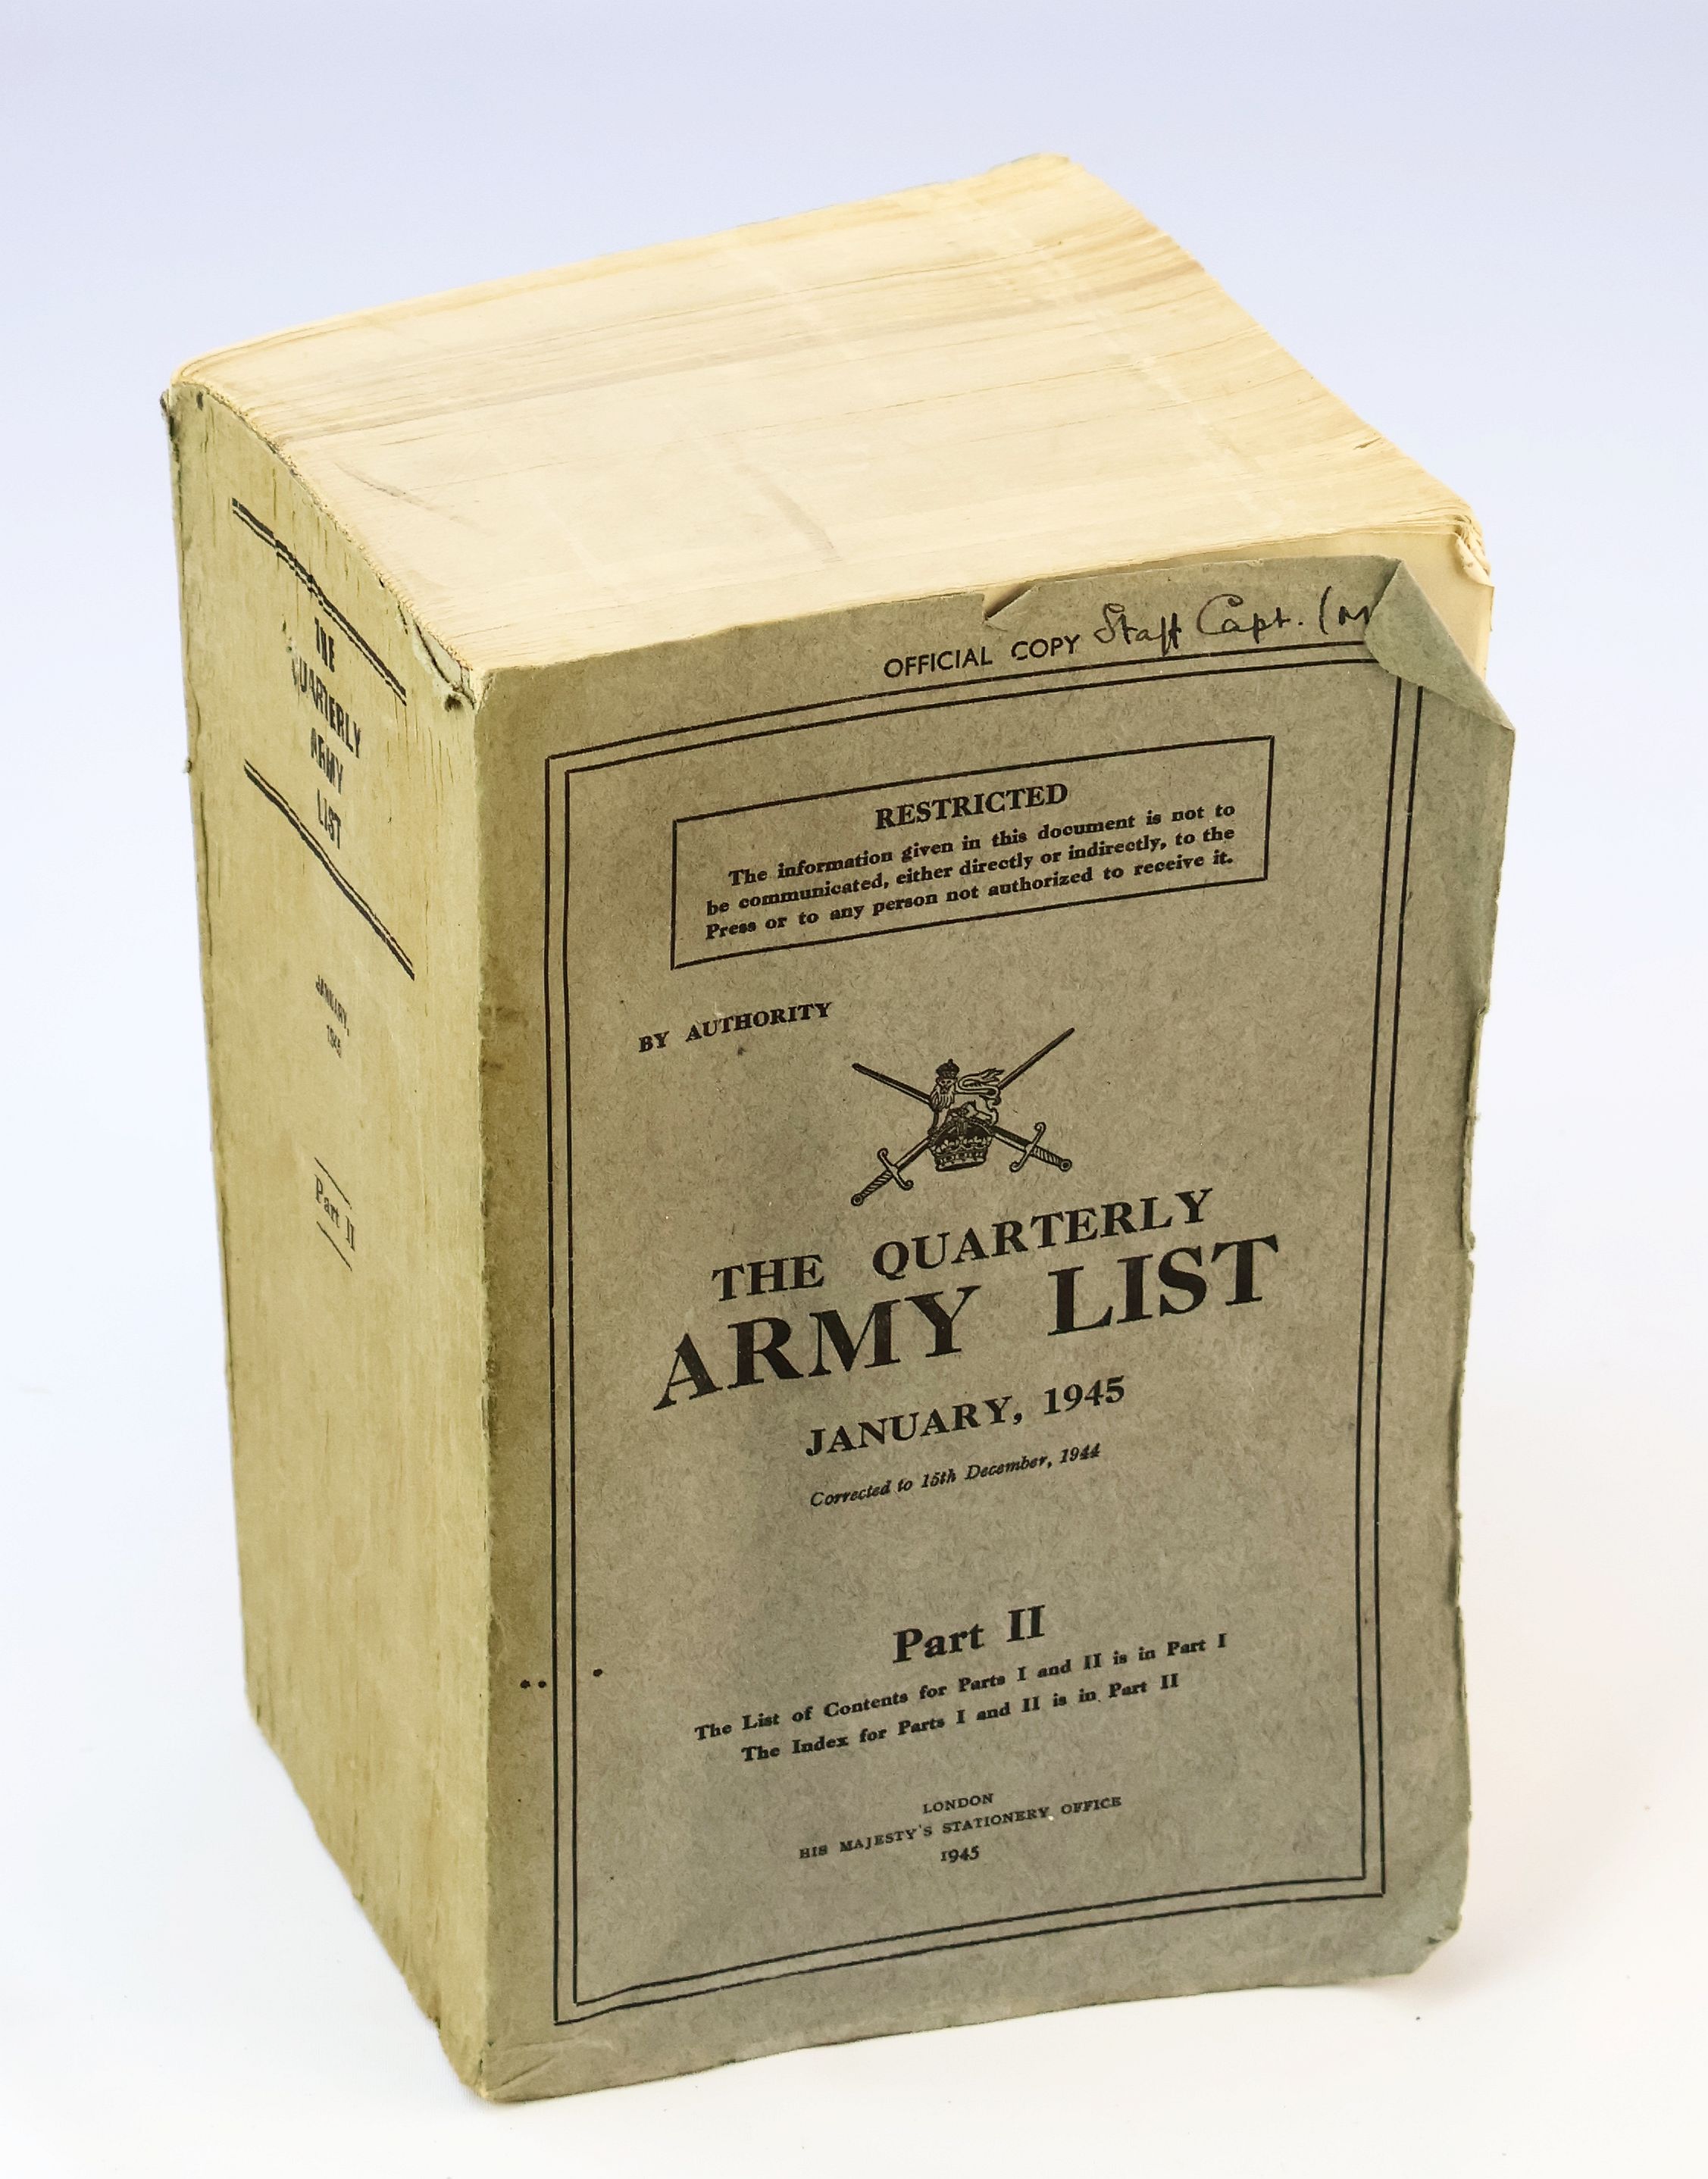 THE
QUARTERLY
ARMY
LIST
JANUARY,
1945
Part II
OFFICIAL COPY Staff Capt. (M
RESTRICTED
The information given in this document is not to
be communicated, either directly or indirectly, to the
Press or to any person not authorized to receive it.
BY AUTHORITY
THE QUARTERLY
ARMY LIST
JANUARY, 1945
Corrected to 15th December, 1944
Part II
The List of Contents for Parts I and II is in Part I
The Index for Parts I and II is in Part II
LONDON
HIS MAJESTY'S STATIONERY OFFICE
1945